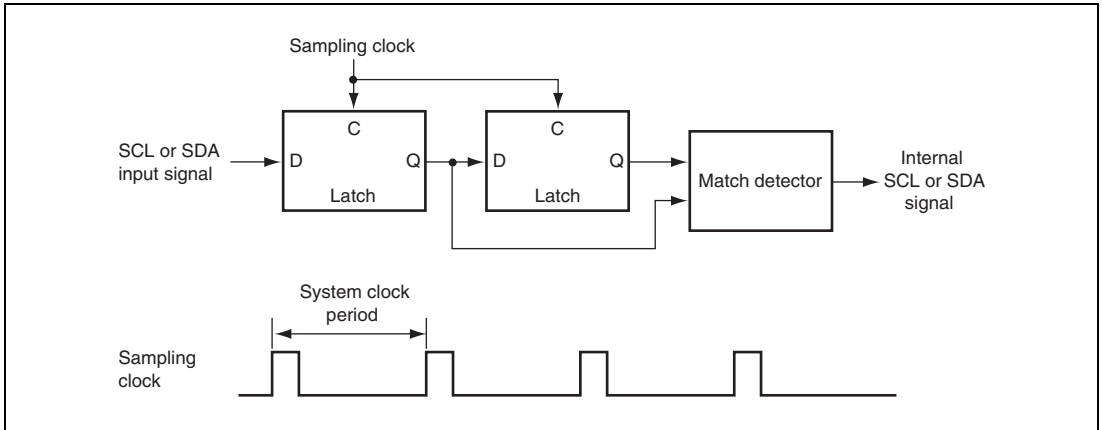 Sampling clock
C
C
SCL or SDA
input signal
D
Q
D
Q
Latch
Latch
Match detector
Internal
SCL or SDA
signal
System clock
period
Sampling
clock